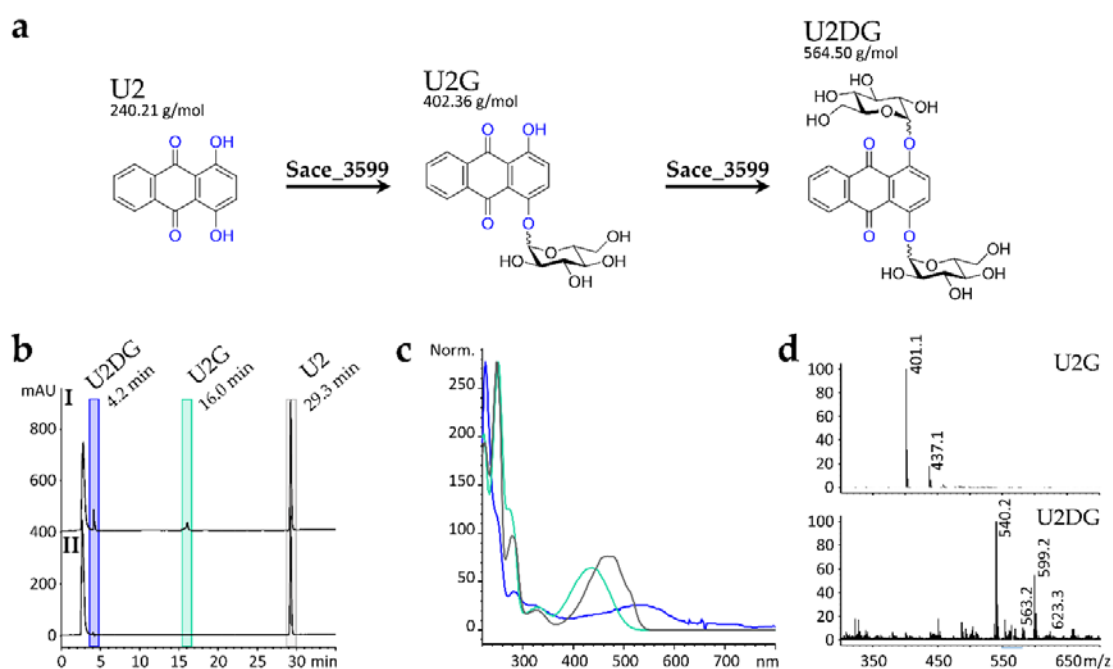 a
U2
240.21 g/mol
U2G
402.36 g/mol
U2DG
564.50 g/mol
O OH
O OH
Sace_3599
O OH
O O
O OH
HO OH
HO
OH
Sace_3599
OH
HO OH
HO O
O O
O O
O OH
HO OH
HO
OH
b
U2DG
4.2 min
U2G
16.0 min
U2
29.3 min
mAU
I
800
600
400
II
200
0
0 5 10 15 20 25 min
c
Norm.
250
200
150
100
50
0
200 300 400 500 600 700 nm
d
U2G
100
80
60
40
20
0
401.1
437.1
U2DG
100
80
60
40
20
0
540.2
563.2
599.2
623.3
350 450 550 650 m/z